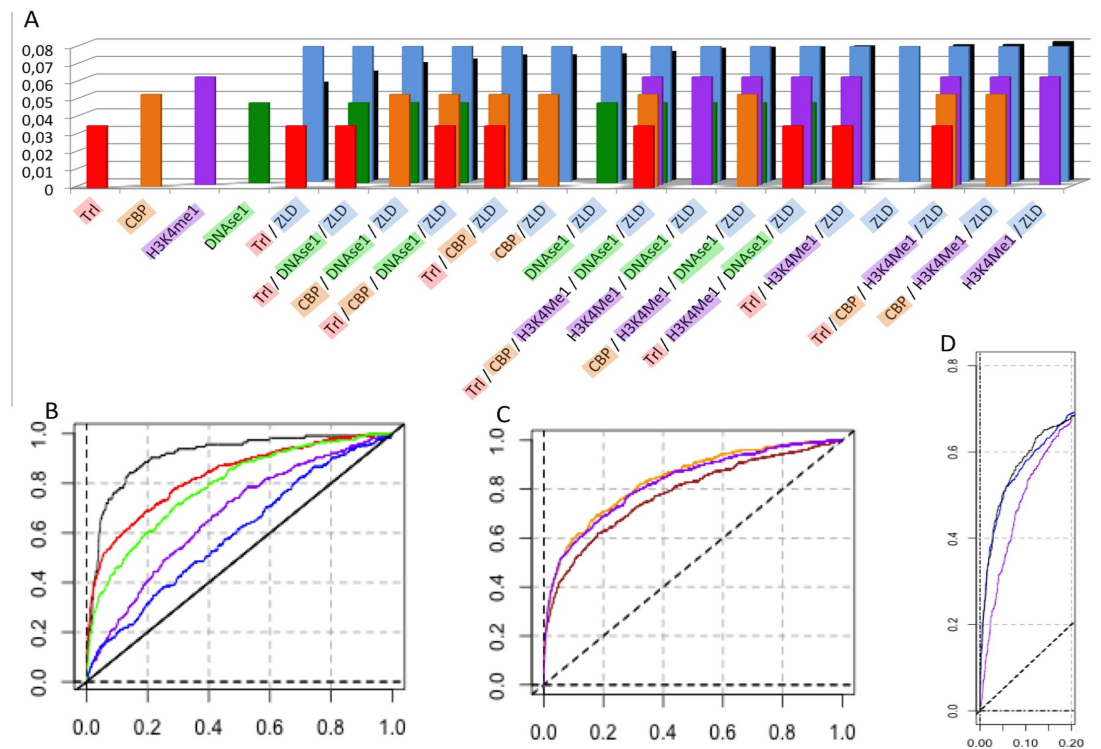 A
0,08
0,07
0,06
0,05
0,04
0,03
0,02
0,01
0
Trl
CBP
H3K4me1
DNAse1
Trl / ZLD
Trl / DNAse1 / ZLD
CBP / DNAse1 / ZLD
Trl / CBP / DNAse1 / ZLD
Trl / CBP / ZLD
CBP / ZLD
DNAse1 / ZLD
Trl / CBP / H3K4Me1 / DNAse1 / ZLD
H3K4Me1 / DNAse1 / ZLD
CBP / H3K4Me1 / DNAse1 / ZLD
Trl / H3K4Me1 / DNAse1 / ZLD
Trl / H3K4Me1 / ZLD
ZLD
Trl / CBP / H3K4Me1 / ZLD
CBP / H3K4Me1 / ZLD
H3K4Me1 / ZLD
B
1.0
0.8
0.6
0.4
0.2
0.0
0.0 0.2 0.4 0.6 0.8 1.0
C
1.0
0.8
0.6
0.4
0.2
0.0
0.0 0.2 0.4 0.6 0.8 1.0
D
0.8
0.6
0.4
0.2
0.0
0.00 0.10 0.20